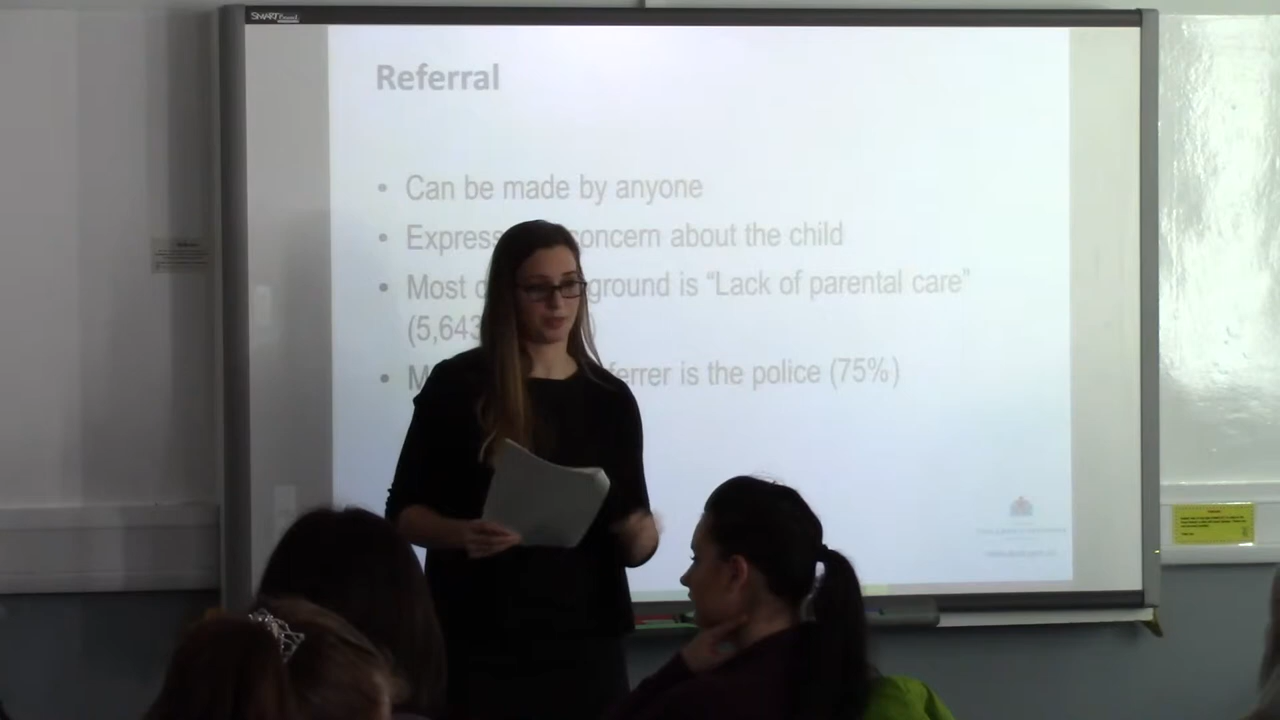 SMART Board
Referral
• Can be made by anyone
• Express concern about the child
• Most ground is “Lack of parental care”
(5,643
• M ferrer is the police (75%)